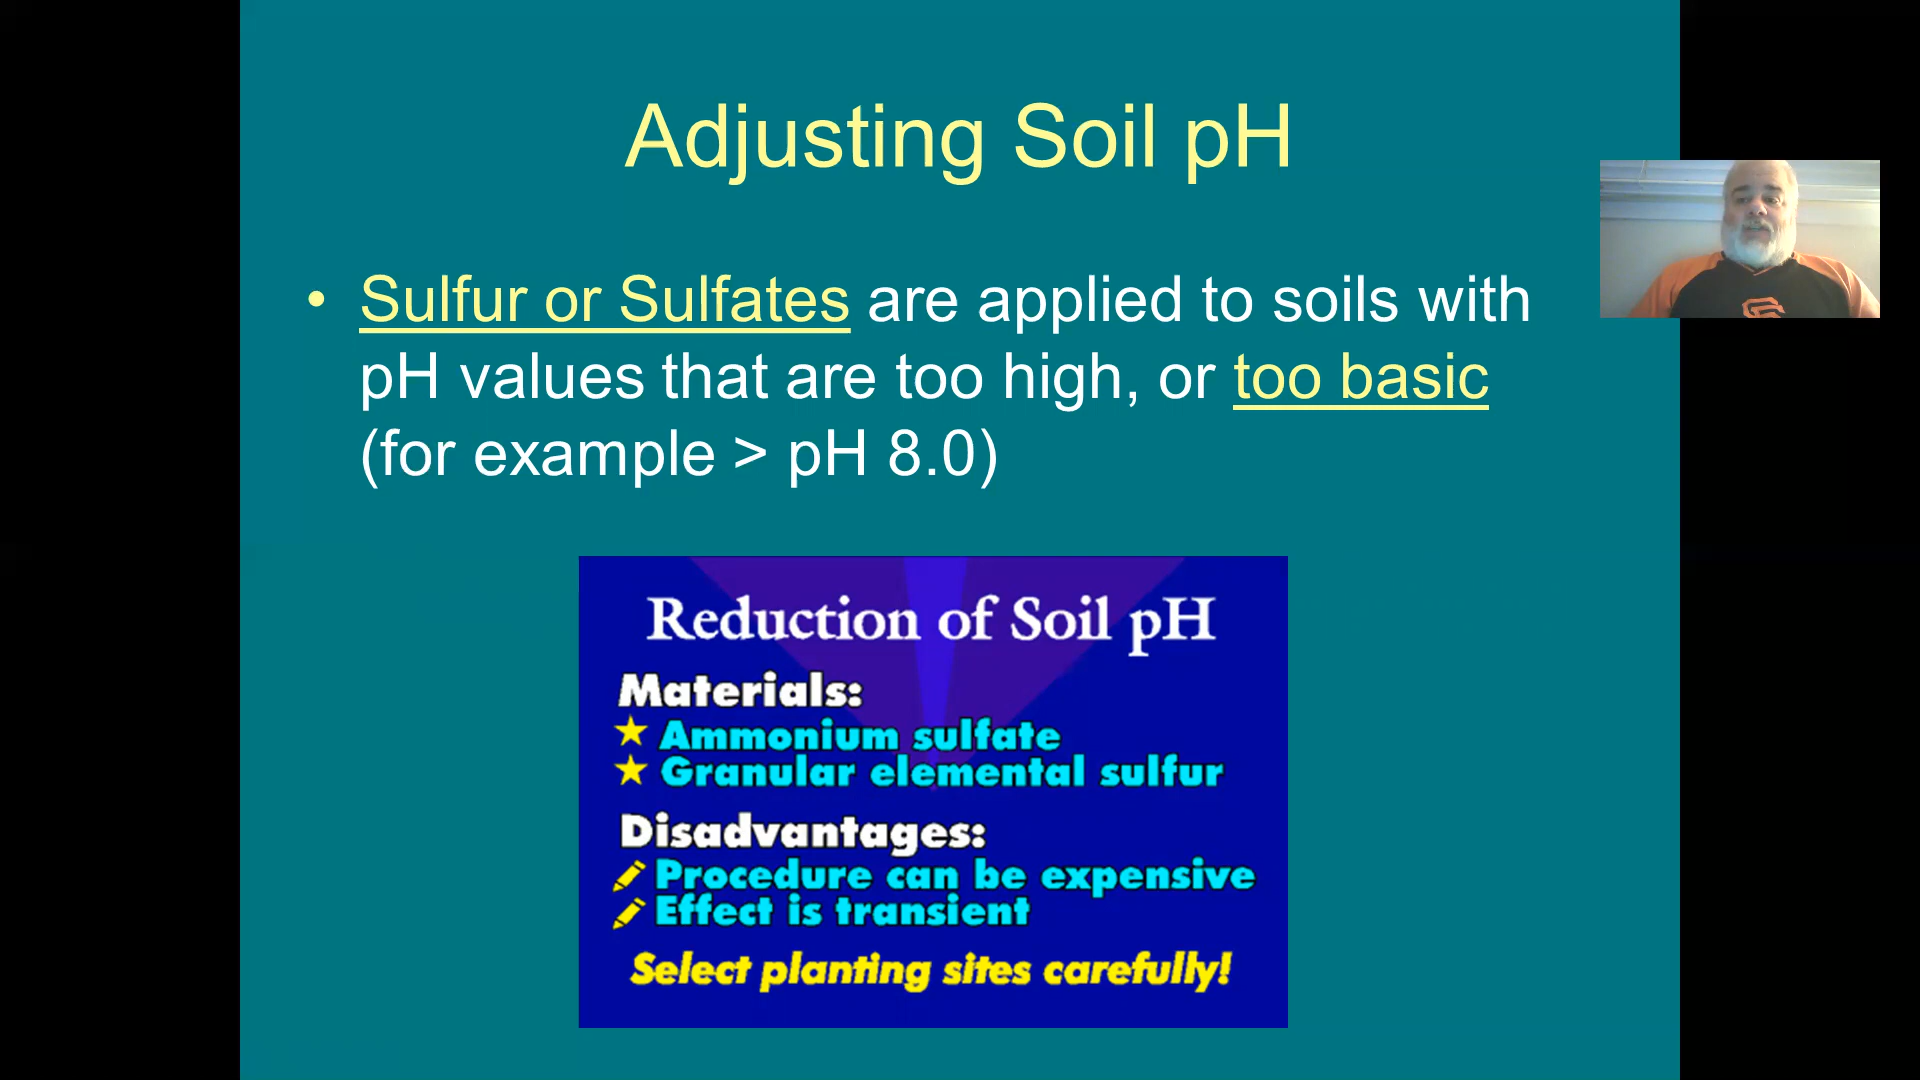 Adjusting Soil pH
• Sulfur or Sulfates are applied to soils with
pH values that are too high, or too basic
(for example > pH 8.0)
Reduction of Soil pH
Materials:
Ammonium sulfate
Granular elemental sulfur
Disadvantages:
Procedure can be expensive
Effect is transient
Select planting sites carefully!